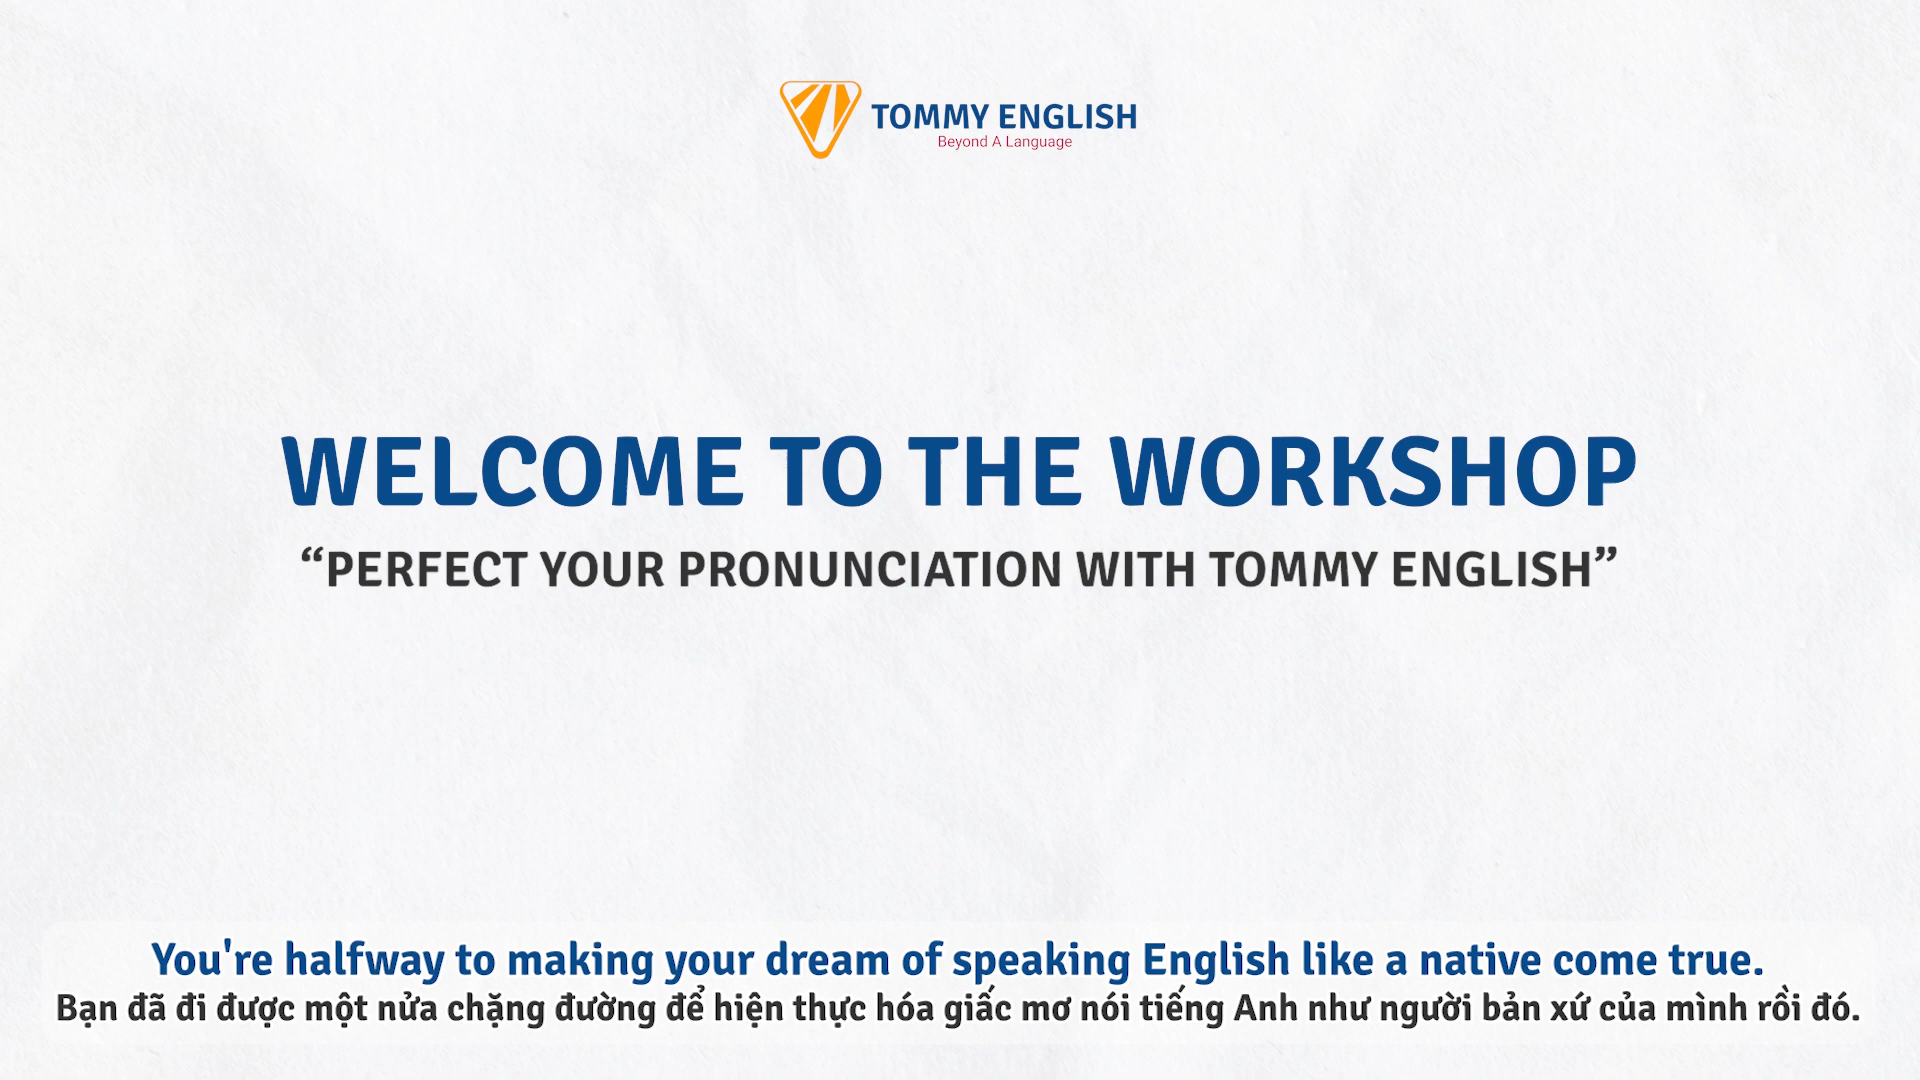 TOMMY ENGLISH
Beyond A Language
WELCOME TO THE WORKSHOP
“PERFECT YOUR PRONUNCIATION WITH TOMMY ENGLISH”
You're halfway to making your dream of speaking English like a native come true.
Bạn đã đi được một nửa chặng đường để hiện thực hóa giấc mơ nói tiếng Anh như người bản xứ của mình rồi đó.